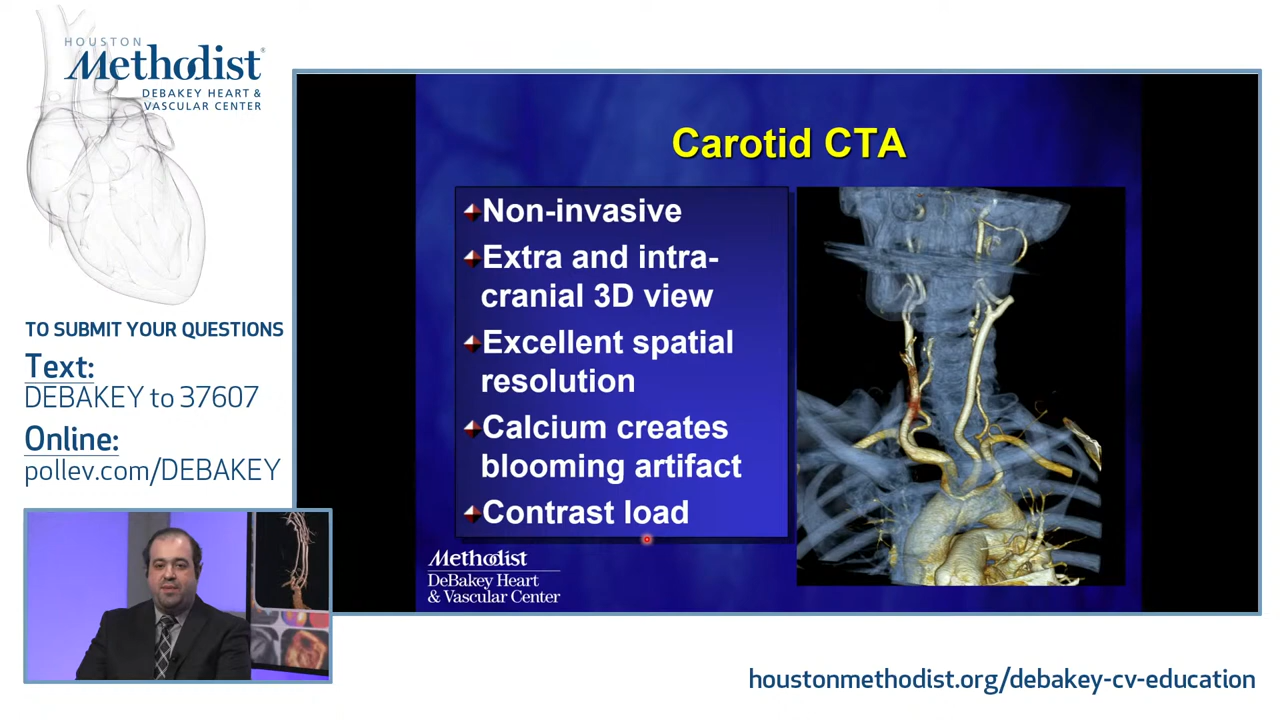 HOUSTON
Methodist®
DEBAKEY HEART &
VASCULAR CENTER
TO SUBMIT YOUR QUESTIONS
Text:
DEBAKEY to 37607
Online:
pollev.com/DEBAKEY
Carotid CTA
Non-invasive
Extra and intra-
cranial 3D view
Excellent spatial
resolution
Calcium creates
blooming artifact
Contrast load
Methodist
DeBakey Heart
& Vascular Center
houstonmethodist.org/debakey-cv-education